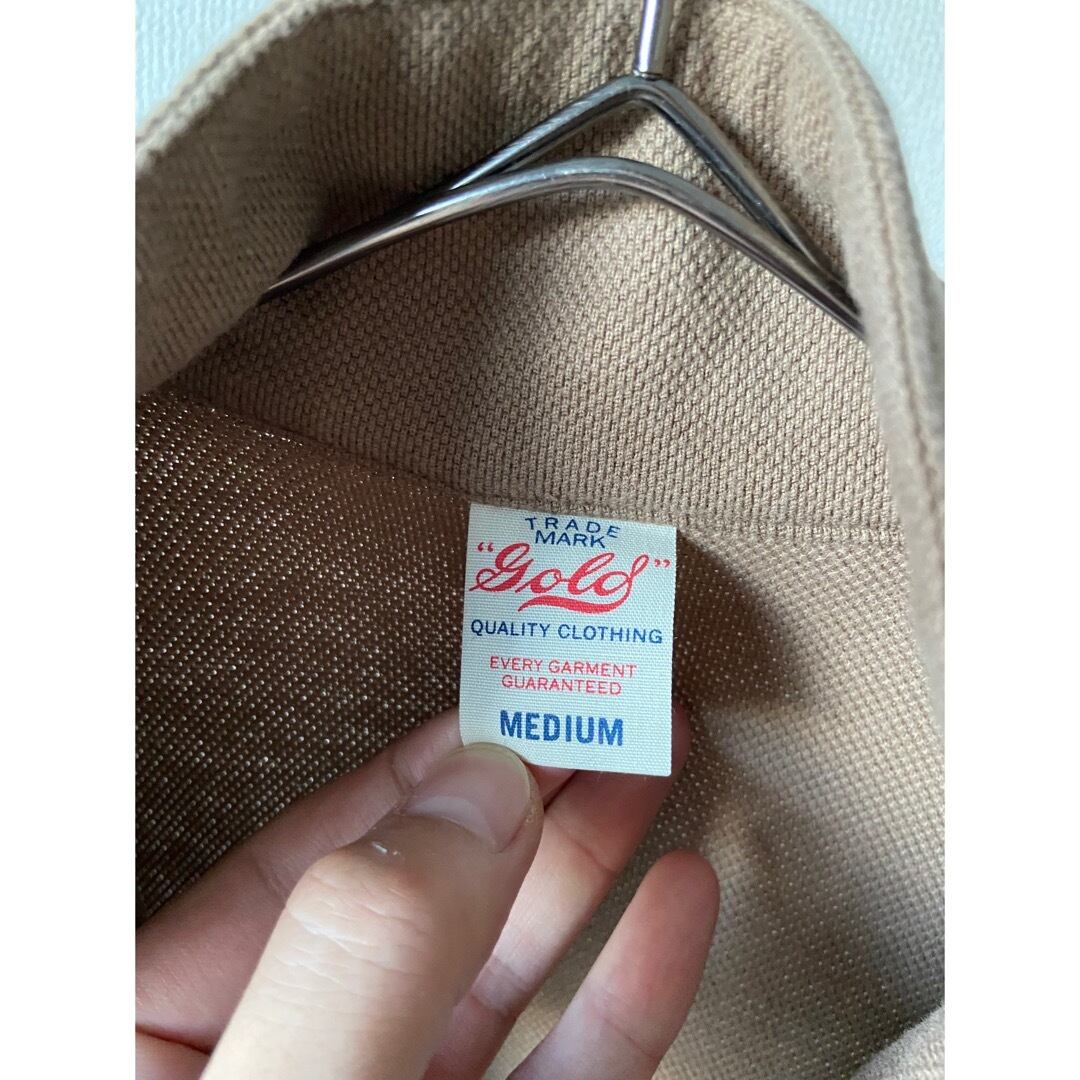 TRADE
MARK
"Gold"
QUALITY CLOTHING
EVERY GARMENT
GUARANTEED
MEDIUM